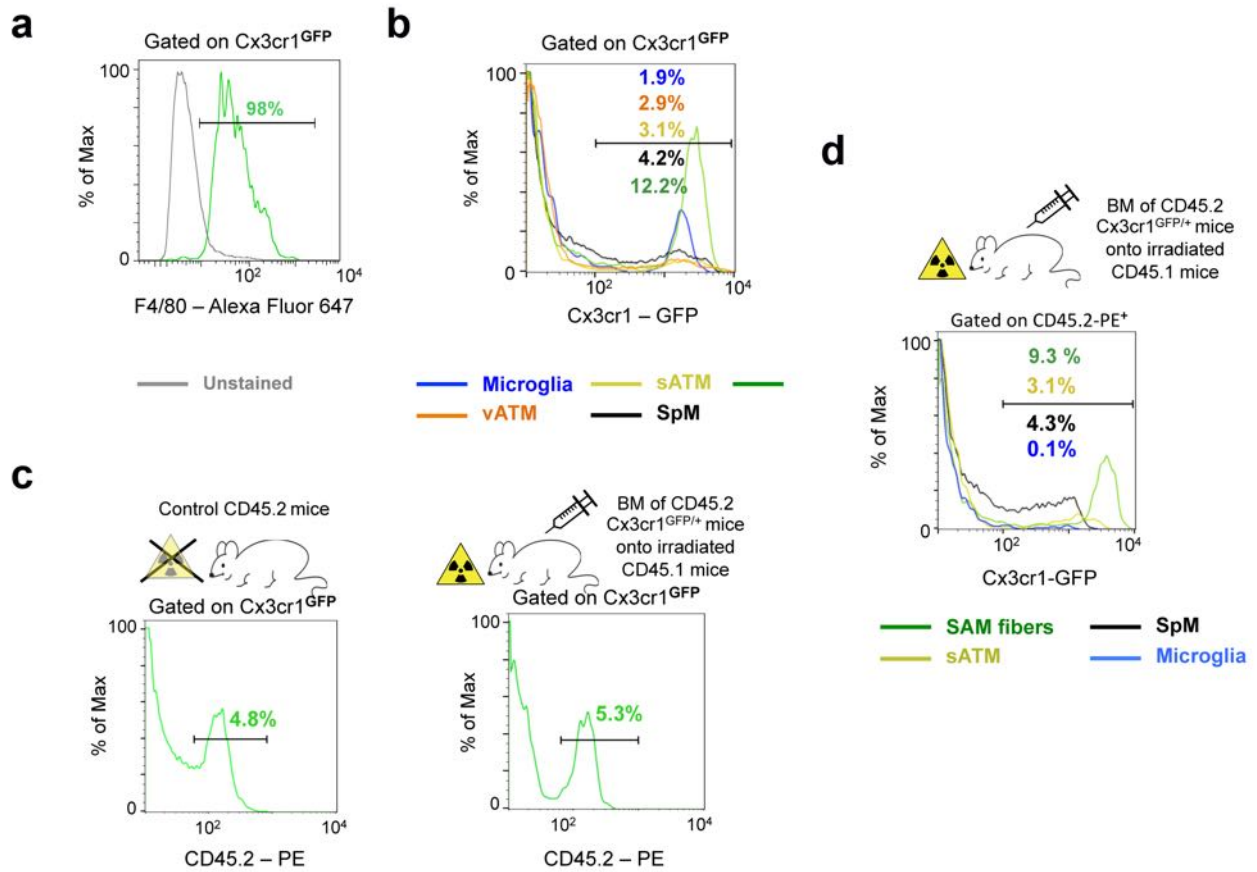 a
Gated on Cx3cr1GFP
100
% of Max
98%
0
10²
10⁴
F4/80 – Alexa Fluor 647
Unstained
b
Gated on Cx3cr1GFP
100
1.9%
2.9%
3.1%
4.2%
12.2%
% of Max
0
10²
10⁴
Cx3cr1 – GFP
Microglia
sATM
vATM
SpM
c
Control CD45.2 mice
Gated on Cx3cr1GFP
100
% of Max
4.8%
0
10²
10⁴
CD45.2 – PE
BM of CD45.2
Cx3cr1GFP/+ mice
onto irradiated
CD45.1 mice
Gated on Cx3cr1GFP
100
% of Max
5.3%
0
10²
10⁴
CD45.2 – PE
d
BM of CD45.2
Cx3cr1GFP/+ mice
onto irradiated
CD45.1 mice
Gated on CD45.2-PE⁺
100
9.3 %
3.1%
4.3%
0.1%
% of Max
0
10²
10⁴
Cx3cr1-GFP
SAM fibers
SpM
sATM
Microglia